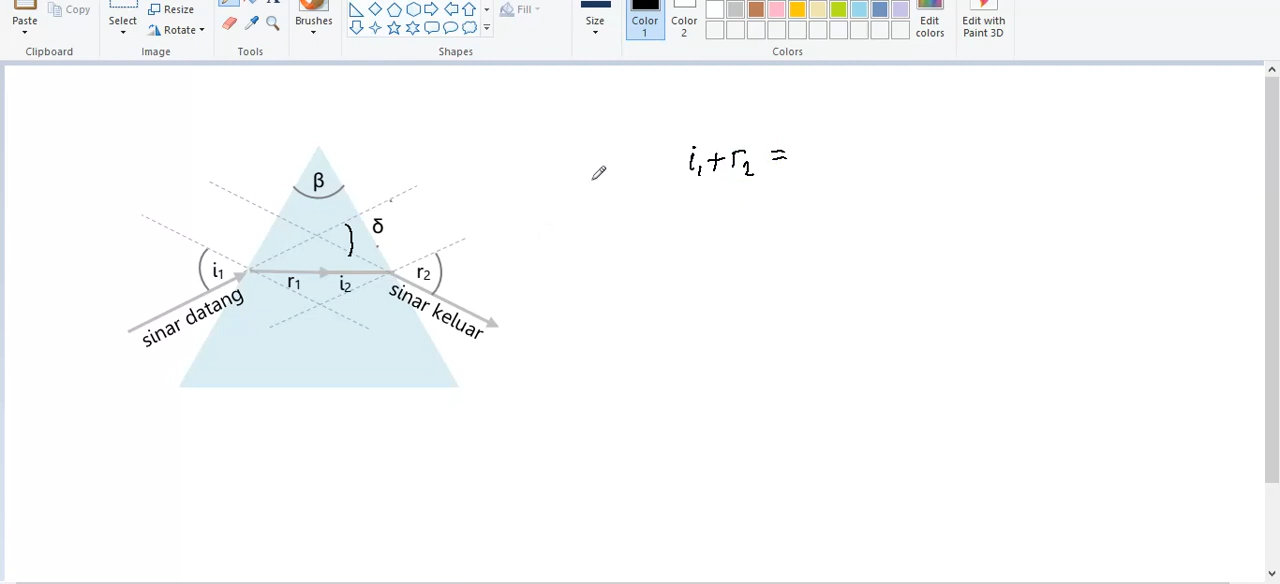 Paste
Copy
Clipboard
Select
Resize
Rotate
Image
A
Tools
Brushes
Fill
Shapes
Size
Color 1
Color 2
Colors
Edit colors
Edit with Paint 3D
β
δ
i1
r1
i2
r2
sinar datang
sinar keluar
i₁+r₂ =